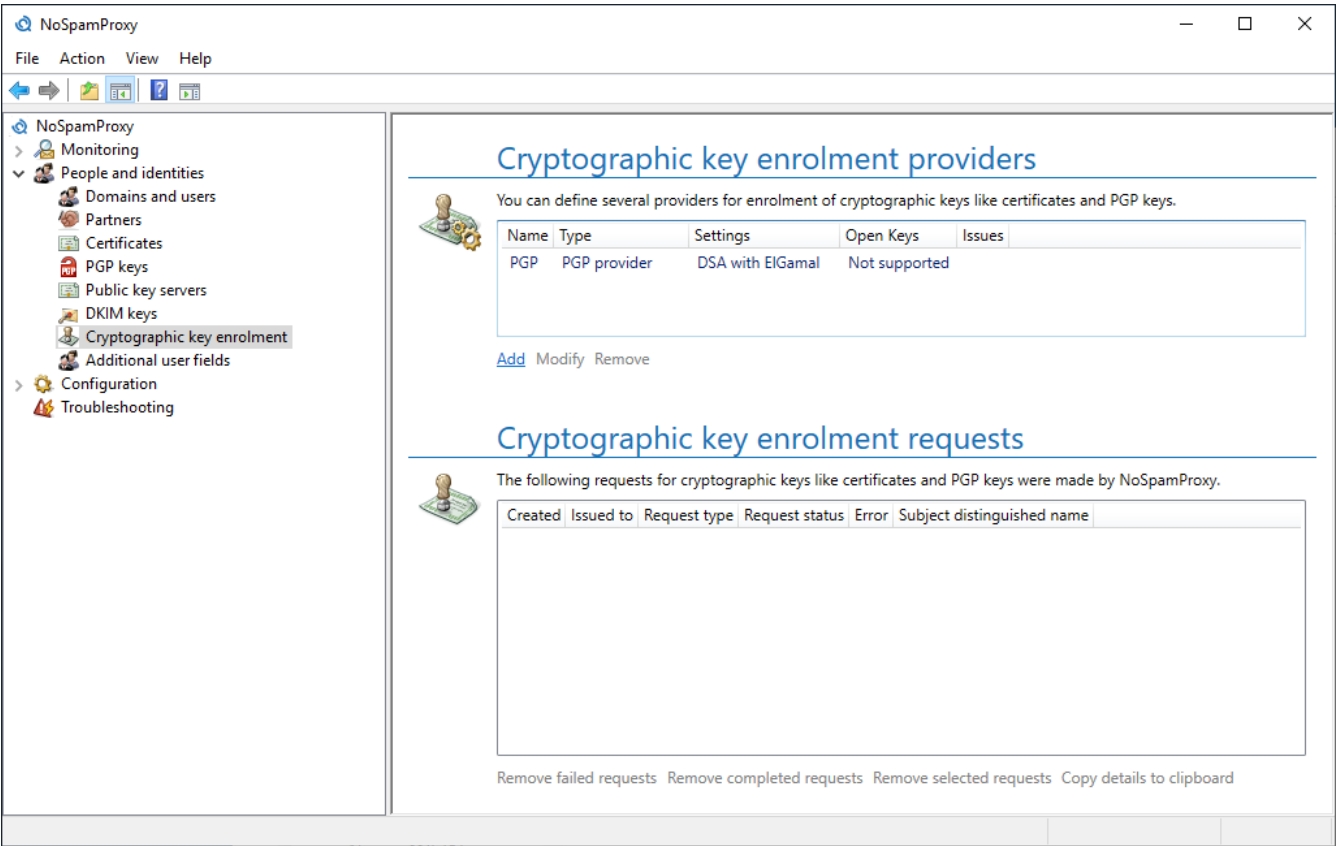 NoSpamProxy
File Action View Help
NoSpamProxy
Monitoring
People and identities
Domains and users
Partners
Certificates
PGP keys
Public key servers
DKIM keys
Cryptographic key enrolment
Additional user fields
Configuration
Troubleshooting
Cryptographic key enrolment providers
You can define several providers for enrolment of cryptographic keys like certificates and PGP keys.
Name Type Settings Open Keys Issues
PGP PGP provider DSA with ElGamal Not supported
Add Modify Remove
Cryptographic key enrolment requests
The following requests for cryptographic keys like certificates and PGP keys were made by NoSpamProxy.
Created Issued to Request type Request status Error Subject distinguished name
Remove failed requests Remove completed requests Remove selected requests Copy details to clipboard